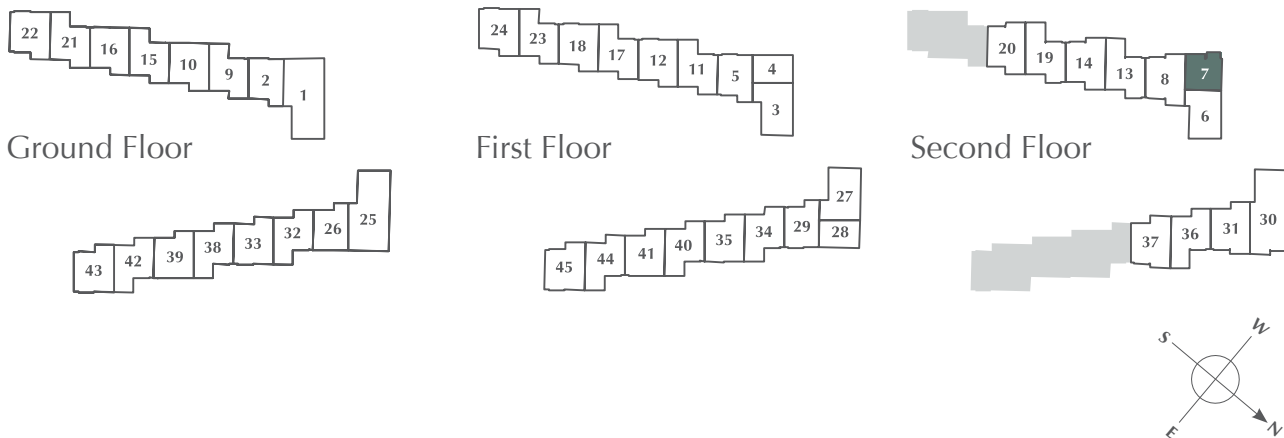 22 21 16 15 10 9 2 1
Ground Floor
43 42 39 38 33 32 26 25
24 23 18 17 12 11 5 4 3
First Floor
45 44 41 40 35 34 29 27 28
20 19 14 13 8 7 6
Second Floor
37 36 31 30
S W
E N